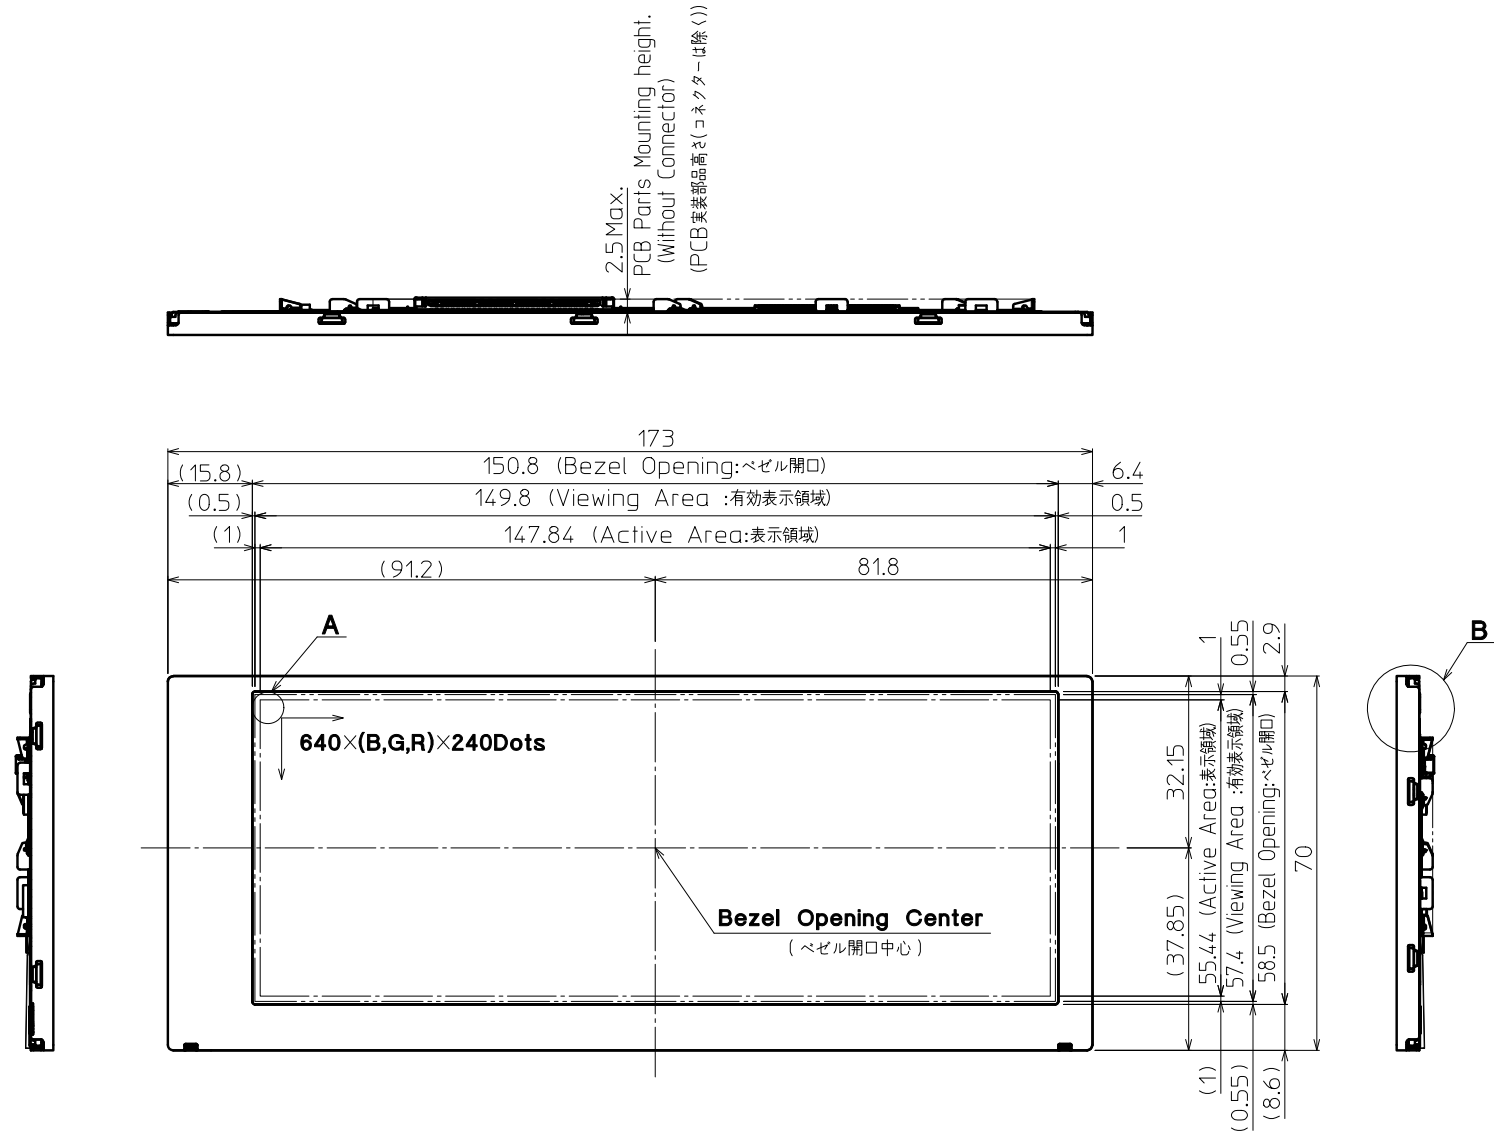 2.5Max.
PCB Parts Mounting height.
(Without Connector)
(PCB実装部品高さ(コネクターは除く))
173
(15.8)
150.8 (Bezel Opening:ベゼル開口)
6.4
(0.5)
149.8 (Viewing Area :有効表示領域)
0.5
(1)
147.84 (Active Area:表示領域)
1
(91.2)
81.8
A
B
1
0.55
2.9
640×(B,G,R)×240Dots
32.15
(37.85)
55.44 (Active Area:表示領域)
57.4 (Viewing Area :有効表示領域)
58.5 (Bezel Opening:ベゼル開口)
70
Bezel Opening Center
(ベゼル開口中心)
(1)
(0.55)
(8.6)